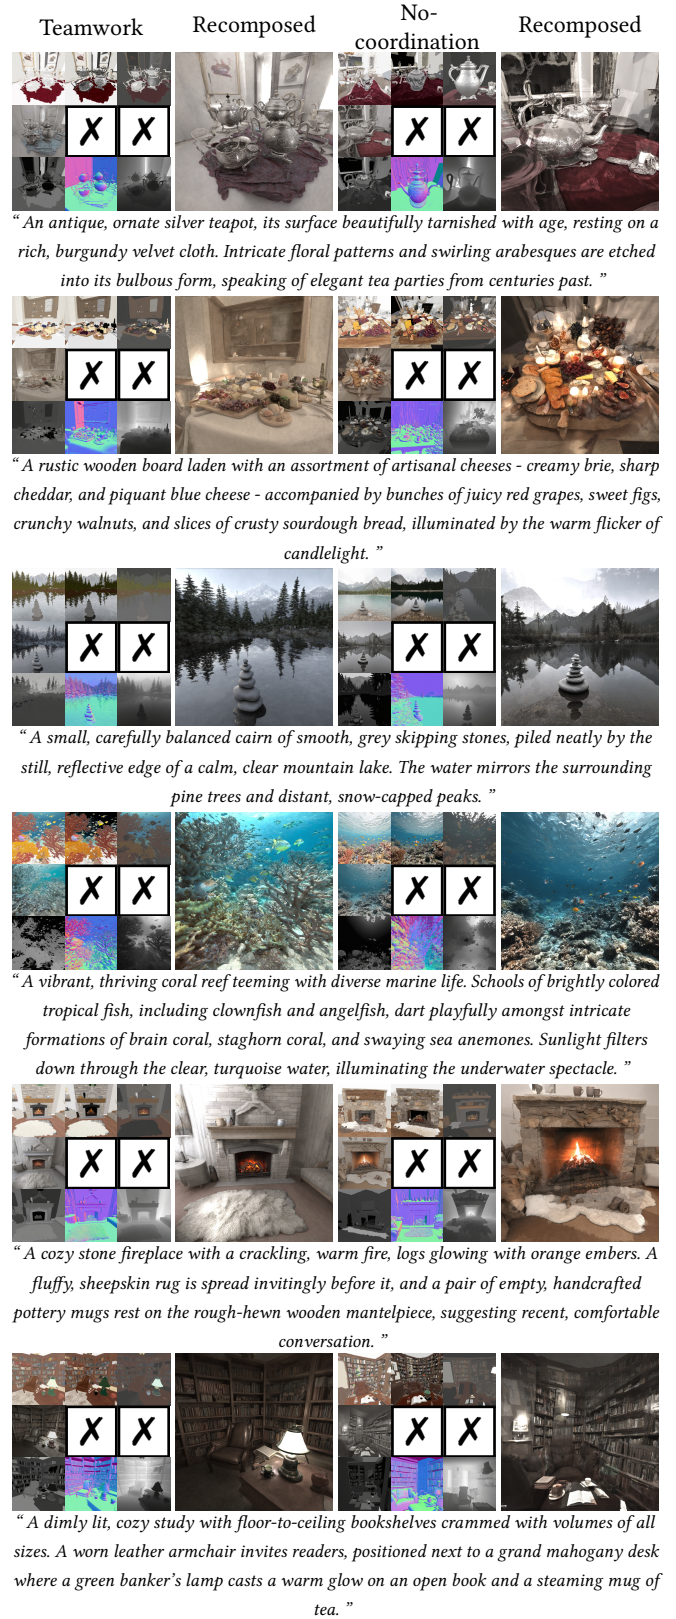 Teamwork
Recomposed
No-
coordination
Recomposed
✗ ✗ ✗ ✗
“ An antique, ornate silver teapot, its surface beautifully tarnished with age, resting on a
rich, burgundy velvet cloth. Intricate floral patterns and swirling arabesques are etched
into its bulbous form, speaking of elegant tea parties from centuries past. ”
✗ ✗ ✗ ✗
“ A rustic wooden board laden with an assortment of artisanal cheeses - creamy brie, sharp
cheddar, and piquant blue cheese - accompanied by bunches of juicy red grapes, sweet figs,
crunchy walnuts, and slices of crusty sourdough bread, illuminated by the warm flicker of
candlelight. ”
✗ ✗ ✗ ✗
“ A small, carefully balanced cairn of smooth, grey skipping stones, piled neatly by the
still, reflective edge of a calm, clear mountain lake. The water mirrors the surrounding
pine trees and distant, snow-capped peaks. ”
✗ ✗ ✗ ✗
“ A vibrant, thriving coral reef teeming with diverse marine life. Schools of brightly colored
tropical fish, including clownfish and angelfish, dart playfully amongst intricate
formations of brain coral, staghorn coral, and swaying sea anemones. Sunlight filters
down through the clear, turquoise water, illuminating the underwater spectacle. ”
✗ ✗ ✗ ✗
“ A cozy stone fireplace with a crackling, warm fire, logs glowing with orange embers. A
fluffy, sheepskin rug is spread invitingly before it, and a pair of empty, handcrafted
pottery mugs rest on the rough-hewn wooden mantelpiece, suggesting recent, comfortable
conversation. ”
✗ ✗ ✗ ✗
“ A dimly lit, cozy study with floor-to-ceiling bookshelves crammed with volumes of all
sizes. A worn leather armchair invites readers, positioned next to a grand mahogany desk
where a green banker’s lamp casts a warm glow on an open book and a steaming mug of
tea. ”